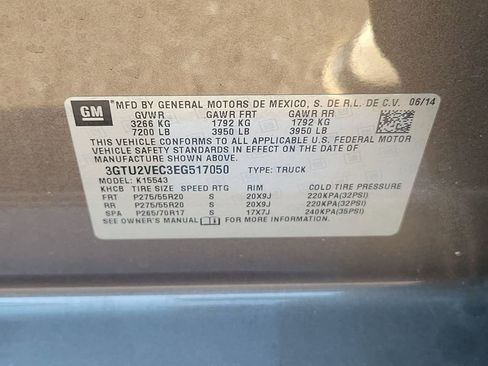 GM MFD BY GENERAL MOTORS DE MEXICO, S. DE R.L. DE C.V. 06/14
GVWR GAWR FRT GAWR RR
3266 KG 1792 KG 1792 KG
7200 LB 3950 LB 3950 LB
THIS VEHICLE CONFORMS TO ALL APPLICABLE U.S. FEDERAL MOTOR
VEHICLE SAFETY, BUMPER, AND THEFT PREVENTION STANDARDS
IN EFFECT ON THE DATE OF MANUFACTURE SHOWN ABOVE.
3GTU2VEC3EG517050 TYPE: TRUCK
MODEL: K15543
KHCB TIRE SIZE SPEED RTG RIM COLD TIRE PRESSURE
FRT P275/55R20 S 20X9J 220KPA(32PSI)
RR P275/55R20 S 20X9J 220KPA(32PSI)
SPA P265/70R17 S 17X7J 240KPA(35PSI)
SEE OWNER'S MANUAL FOR MORE INFORMATION.